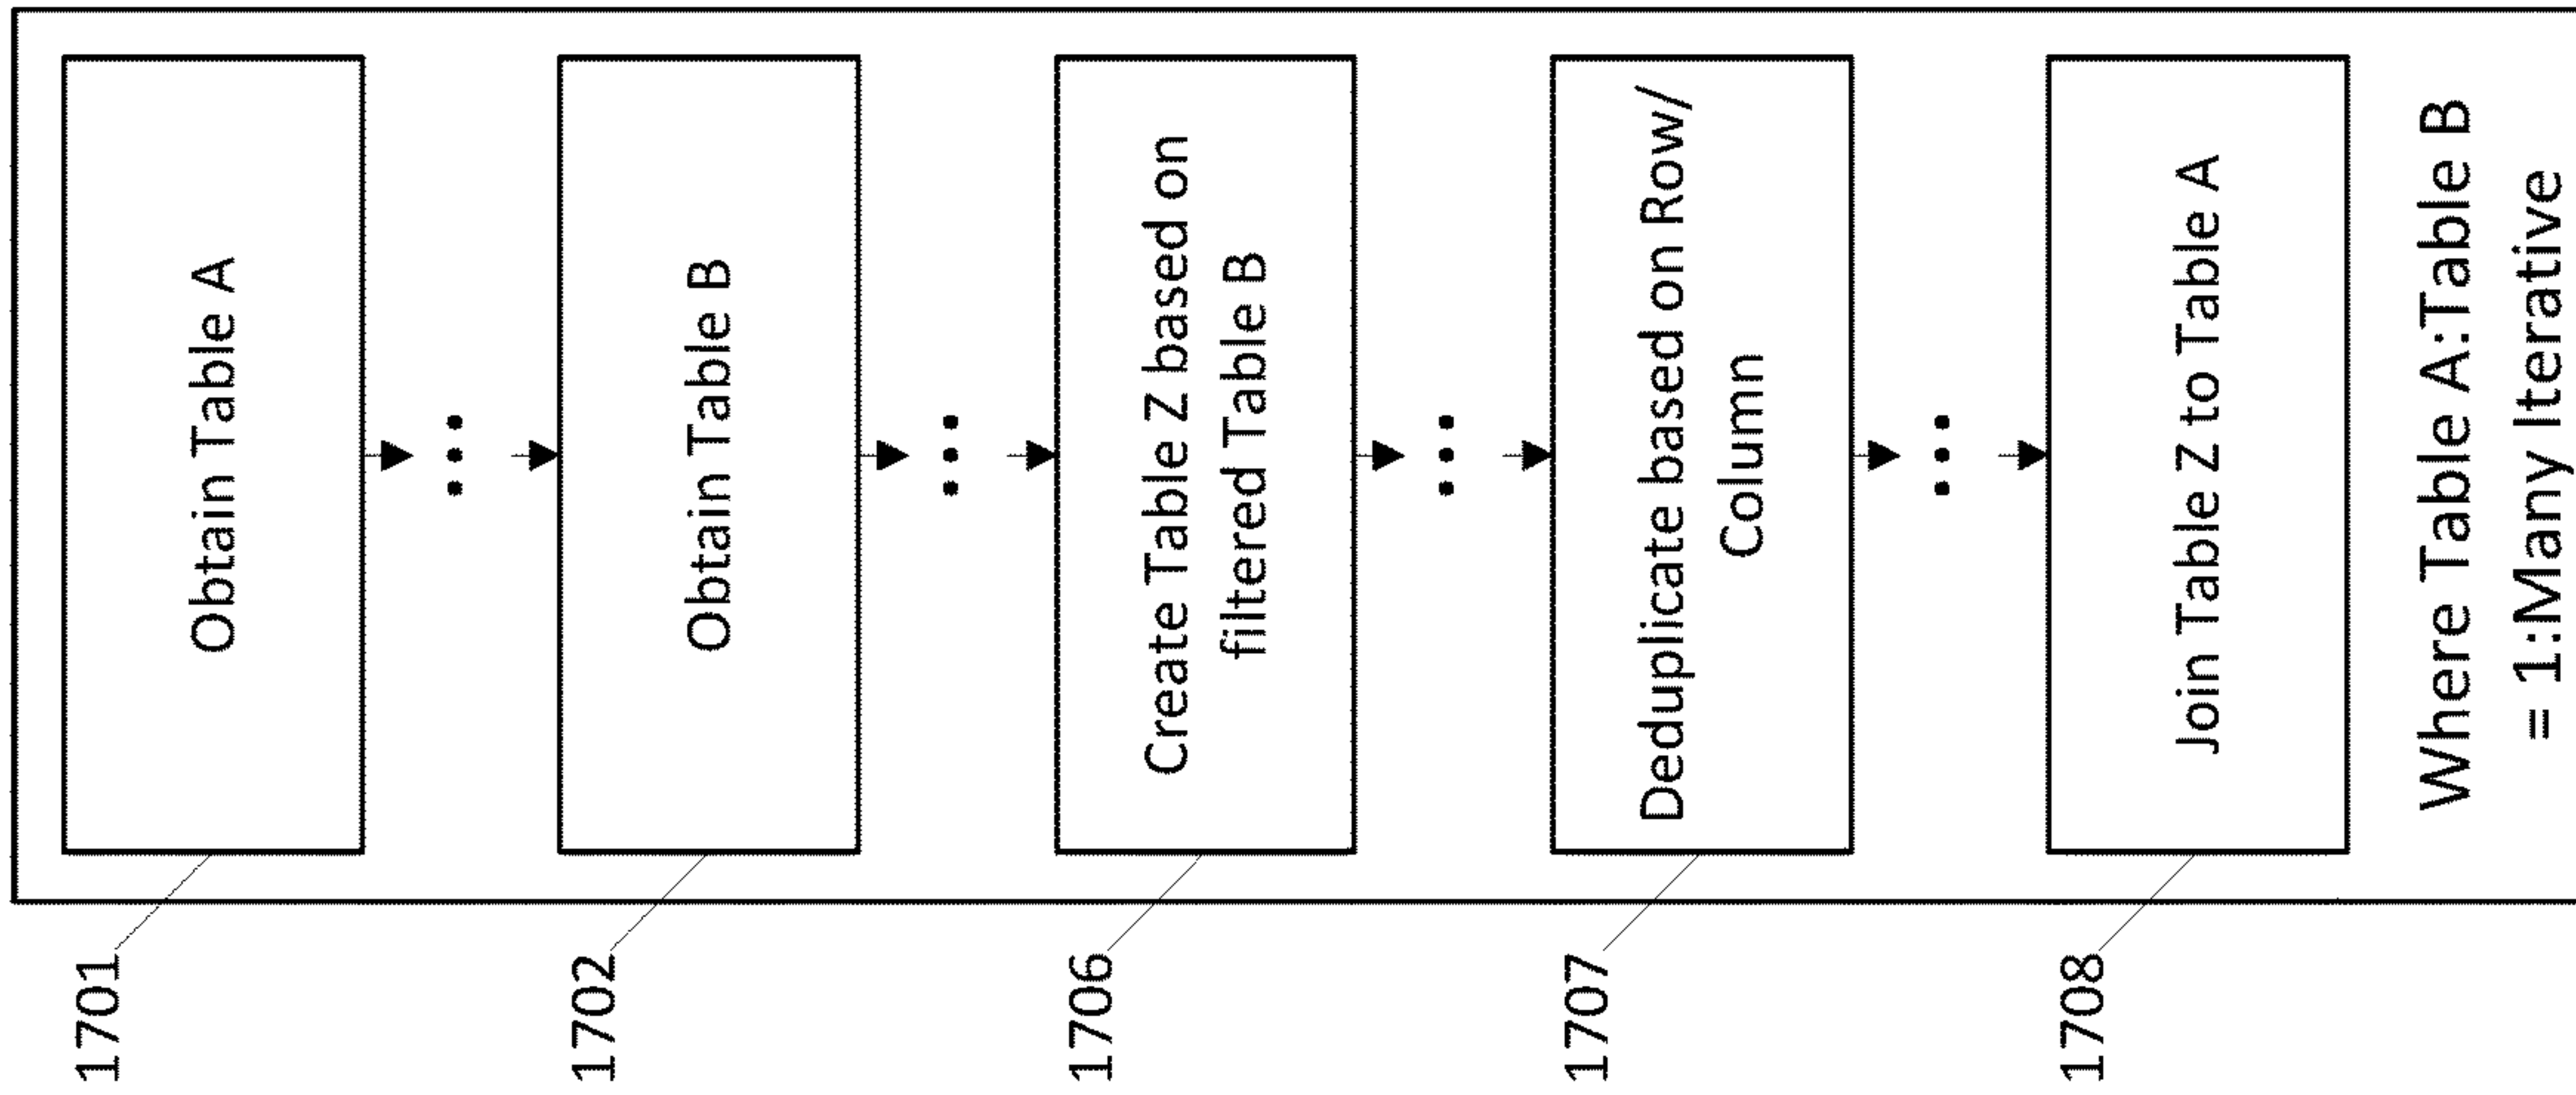 1701
Obtain Table A
1702
Obtain Table B
1706
Create Table Z based on
filtered Table B
1707
Deduplicate based on Row/
Column
1708
Join Table Z to Table A
Where Table A:Table B
= 1:Many Iterative